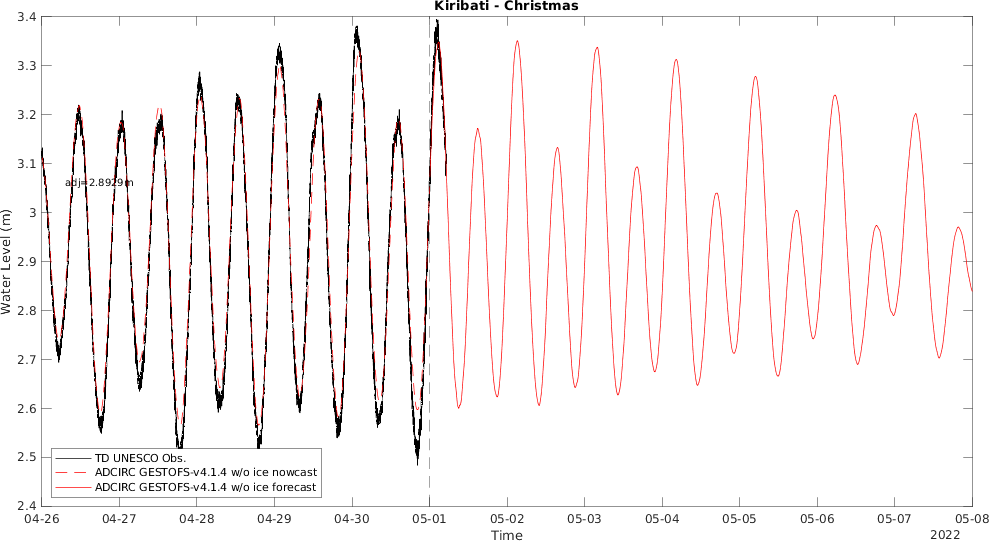 Kiribati - Christmas
3.4
3.3
3.2
3.1
3
2.9
2.8
2.7
2.6
2.5
2.4
Water Level (m)
adj=2.8929m
TD UNESCO Obs.
ADCIRC GESTOFS-v4.1.4 w/o ice nowcast
ADCIRC GESTOFS-v4.1.4 w/o ice forecast
04-26 04-27 04-28 04-29 04-30 05-01 05-02 05-03 05-04 05-05 05-06 05-07 05-08
Time
2022